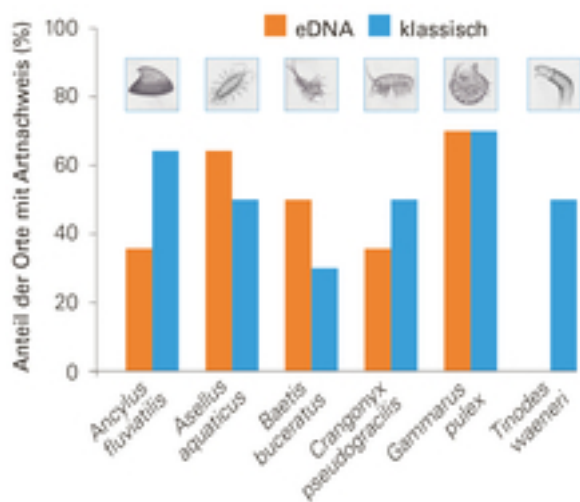 eDNA klassisch
Anteil der Orte mit Artnachweis (%)
100
80
60
40
20
0
Ancylus
fluviatilis
Asellus
aquaticus
Baetis
buceratus
Crangonyx
pseudogracilis
Gammarus
pulex
Tinodes
waeneri